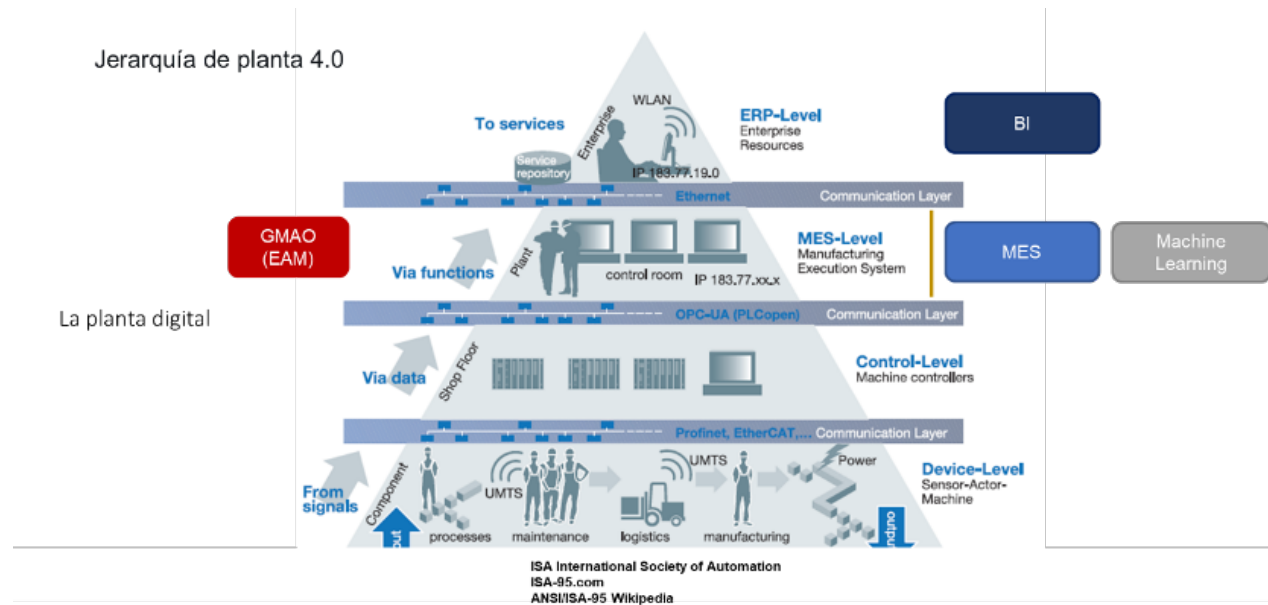 Jerarquía de planta 4.0
WLAN
Enterprise
To services
Service
repository
IP 183.77.19.0
ERP-Level
Enterprise
Resources
BI
Ethernet
Communication Layer
GMAO
(EAM)
Via functions
Plant
control room
IP 183.77.xx.x
MES-Level
Manufacturing
Execution System
MES
Machine
Learning
La planta digital
OPC-UA (PLCopen)
Communication Layer
Via data
Shop Floor
Control-Level
Machine controllers
Profinet, EtherCAT,... Communication Layer
From
signals
Component
UMTS
UMTS
Power
Device-Level
Sensor-Actor-
Machine
processes
maintenance
logistics
manufacturing
output
ISA International Society of Automation
ISA-95.com
ANSI/ISA-95 Wikipedia